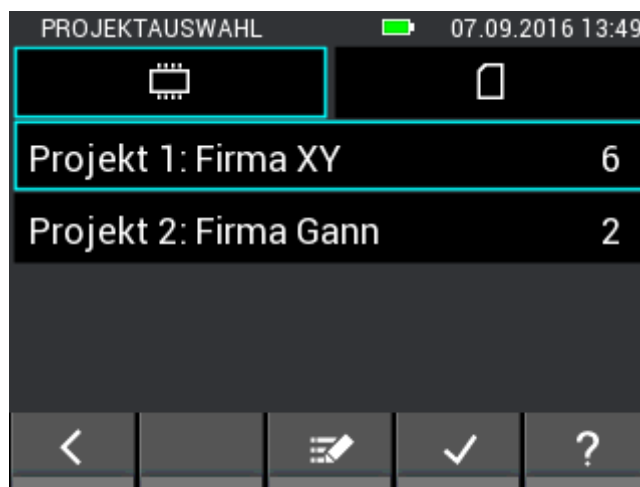 PROJEKTAUSWAHL 07.09.2016 13:49
Projekt 1: Firma XY 6
Projekt 2: Firma Gann 2
?